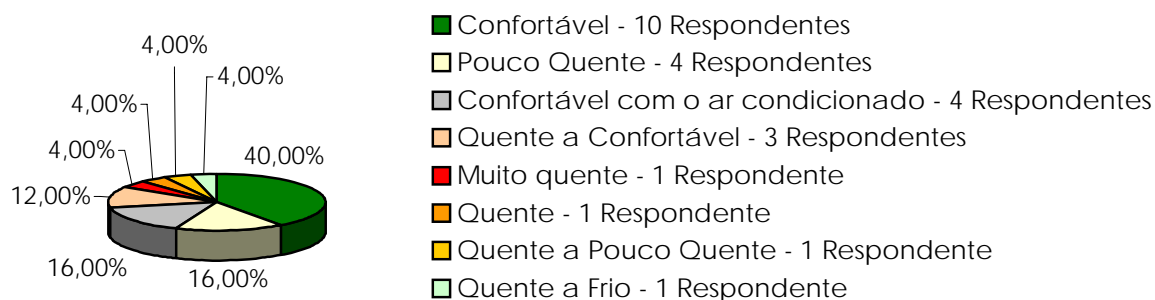 4,00%
4,00%
4,00%
4,00%
12,00%
16,00%
16,00%
40,00%
Confortável - 10 Respondentes
Pouco Quente - 4 Respondentes
Confortável com o ar condicionado - 4 Respondentes
Quente a Confortável - 3 Respondentes
Muito quente - 1 Respondente
Quente - 1 Respondente
Quente a Pouco Quente - 1 Respondente
Quente a Frio - 1 Respondente